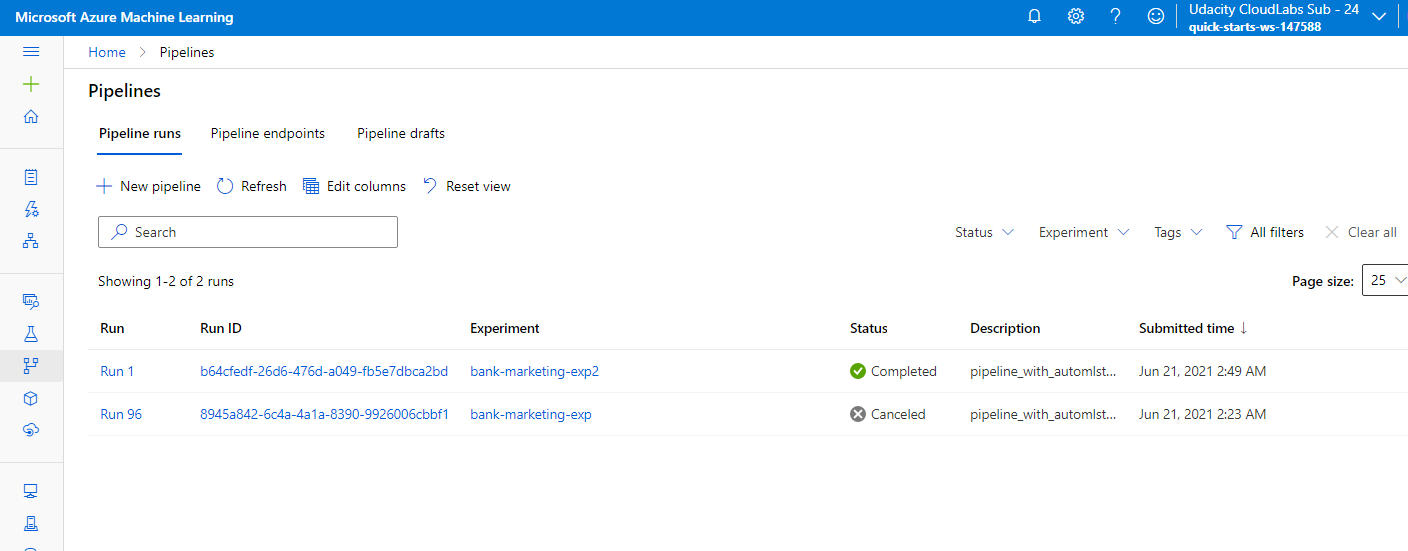 Microsoft Azure Machine Learning
Udacity CloudLabs Sub - 24
quick-starts-ws-147588
Home > Pipelines
Pipelines
Pipeline runs Pipeline endpoints Pipeline drafts
New pipeline Refresh Edit columns Reset view
Search Status Experiment Tags All filters Clear all
Showing 1-2 of 2 runs Page size: 25
Run Run ID Experiment Status Description Submitted time ↓
Run 1 b64cfedf-26d6-476d-a049-fb5e7dbca2bd bank-marketing-exp2 Completed pipeline_with_automlst... Jun 21, 2021 2:49 AM
Run 96 8945a842-6c4a-4a1a-8390-9926006cbbf1 bank-marketing-exp Canceled pipeline_with_automlst... Jun 21, 2021 2:23 AM